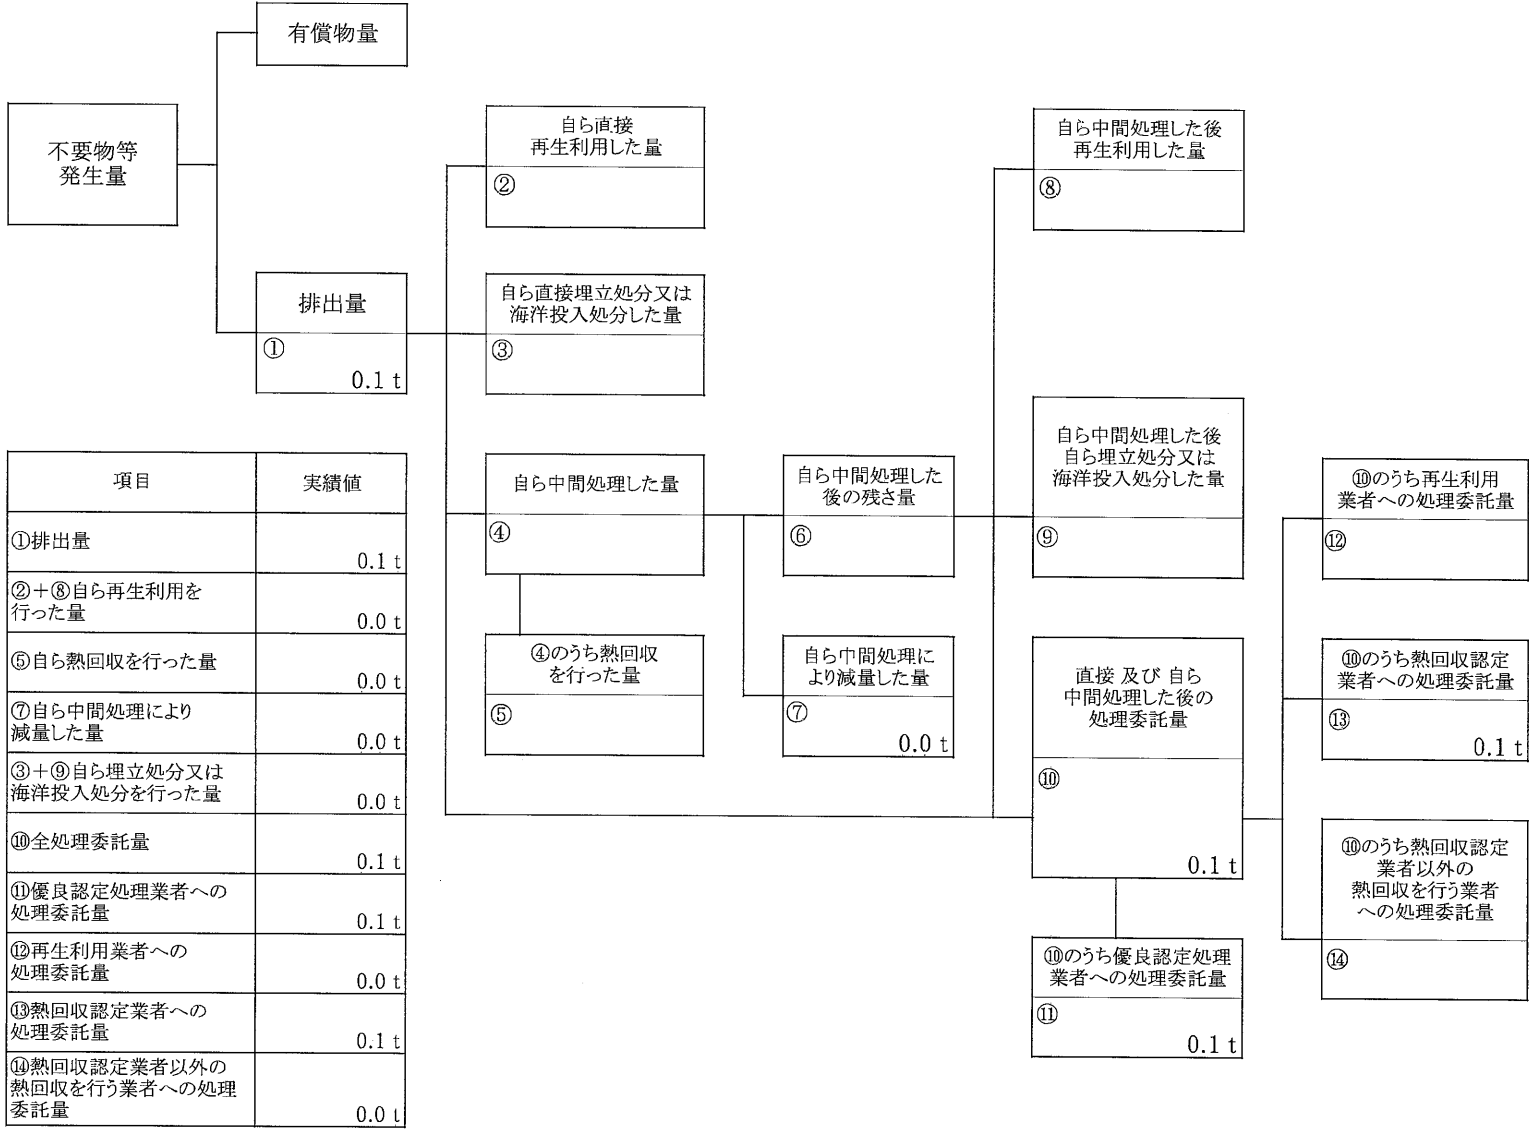 有償物量
不要物等
発生量
排出量
①
0.1 t
自ら直接
再生利用した量
②
自ら直接埋立処分又は
海洋投入処分した量
③
自ら中間処理した量
④
④のうち熱回収
を行った量
⑤
自ら中間処理した
後の残さ量
⑥
自ら中間処理に
より減量した量
⑦
0.0 t
自ら中間処理した後
再生利用した量
⑧
自ら中間処理した後
自ら埋立処分又は
海洋投入処分した量
⑨
直接 及び 自ら
中間処理した後の
処理委託量
⑩
0.1 t
⑩のうち優良認定処理
業者への処理委託量
⑪
0.1 t
⑩のうち再生利用
業者への処理委託量
⑫
⑩のうち熱回収認定
業者への処理委託量
⑬
0.1 t
⑩のうち熱回収認定
業者以外の
熱回収を行う業者
への処理委託量
⑭
項目 実績値
①排出量
0.1 t
②＋⑧自ら再生利用を
行った量
0.0 t
⑤自ら熱回収を行った量
0.0 t
⑦自ら中間処理により
減量した量
0.0 t
③＋⑨自ら埋立処分又は
海洋投入処分を行った量
0.0 t
⑩全処理委託量
0.1 t
⑪優良認定処理業者への
処理委託量
0.1 t
⑫再生利用業者への
処理委託量
0.0 t
⑬熱回収認定業者への
処理委託量
0.1 t
⑭熱回収認定業者以外の
熱回収を行う業者への処理
委託量
0.0 t